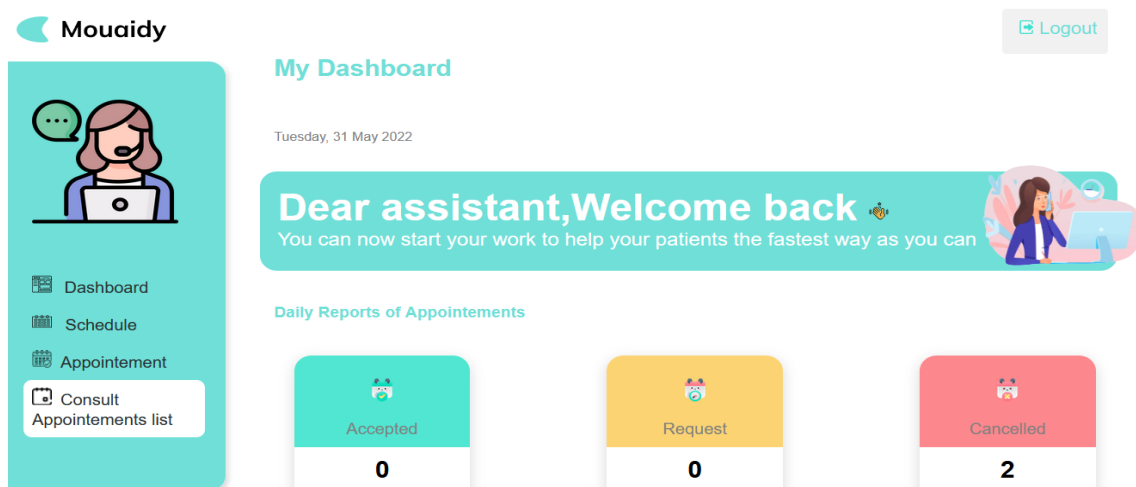 Mouaidy
Logout
My Dashboard
Tuesday, 31 May 2022
Dear assistant,Welcome back
You can now start your work to help your patients the fastest way as you can
Dashboard
Schedule
Appointement
Consult
Appointements list
Daily Reports of Appointements
Accepted
0
Request
0
Cancelled
2